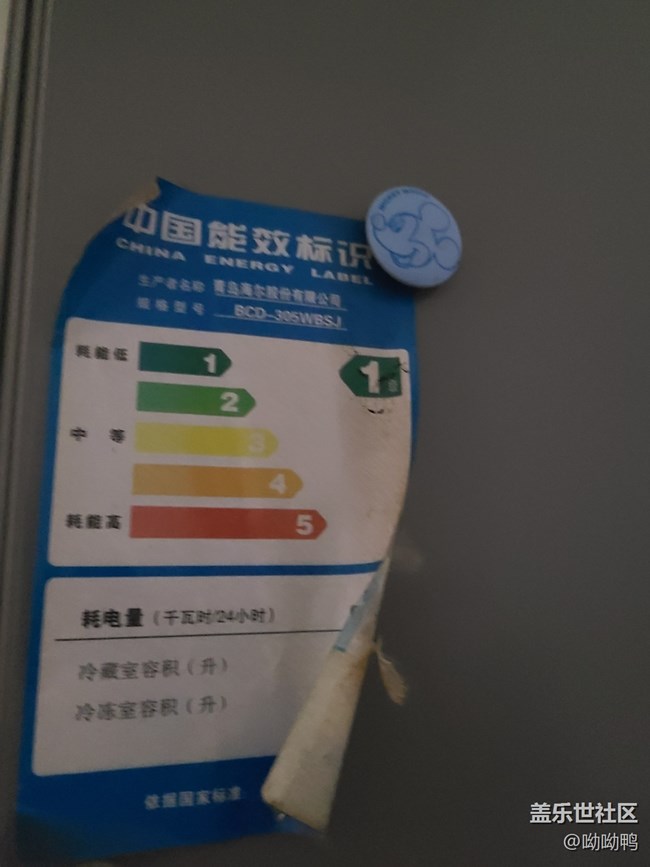 中国能效标识
CHINA ENERGY LABEL
生产者名称 青岛海尔股份有限公司
规格型号 BCD-305WBSJ
耗能低
1
1
2
中 等
3
4
耗能高
5
耗电量（千瓦时/24小时）
冷藏室容积（升）
冷冻室容积（升）
依据国家标准
盖乐世社区
@呦呦鸭